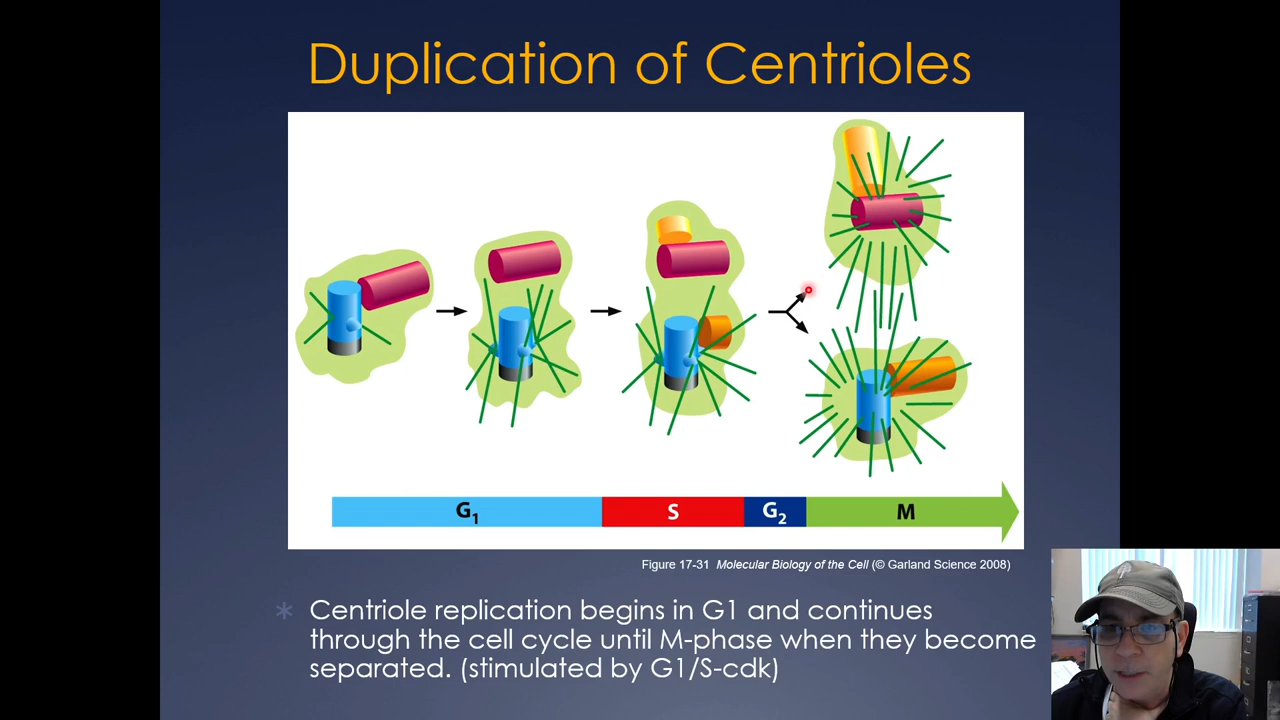 Duplication of Centrioles
G₁
S
G₂
M
Figure 17-31 Molecular Biology of the Cell (© Garland Science 2008)
Centriole replication begins in G1 and continues
through the cell cycle until M-phase when they become
separated. (stimulated by G1/S-cdk)